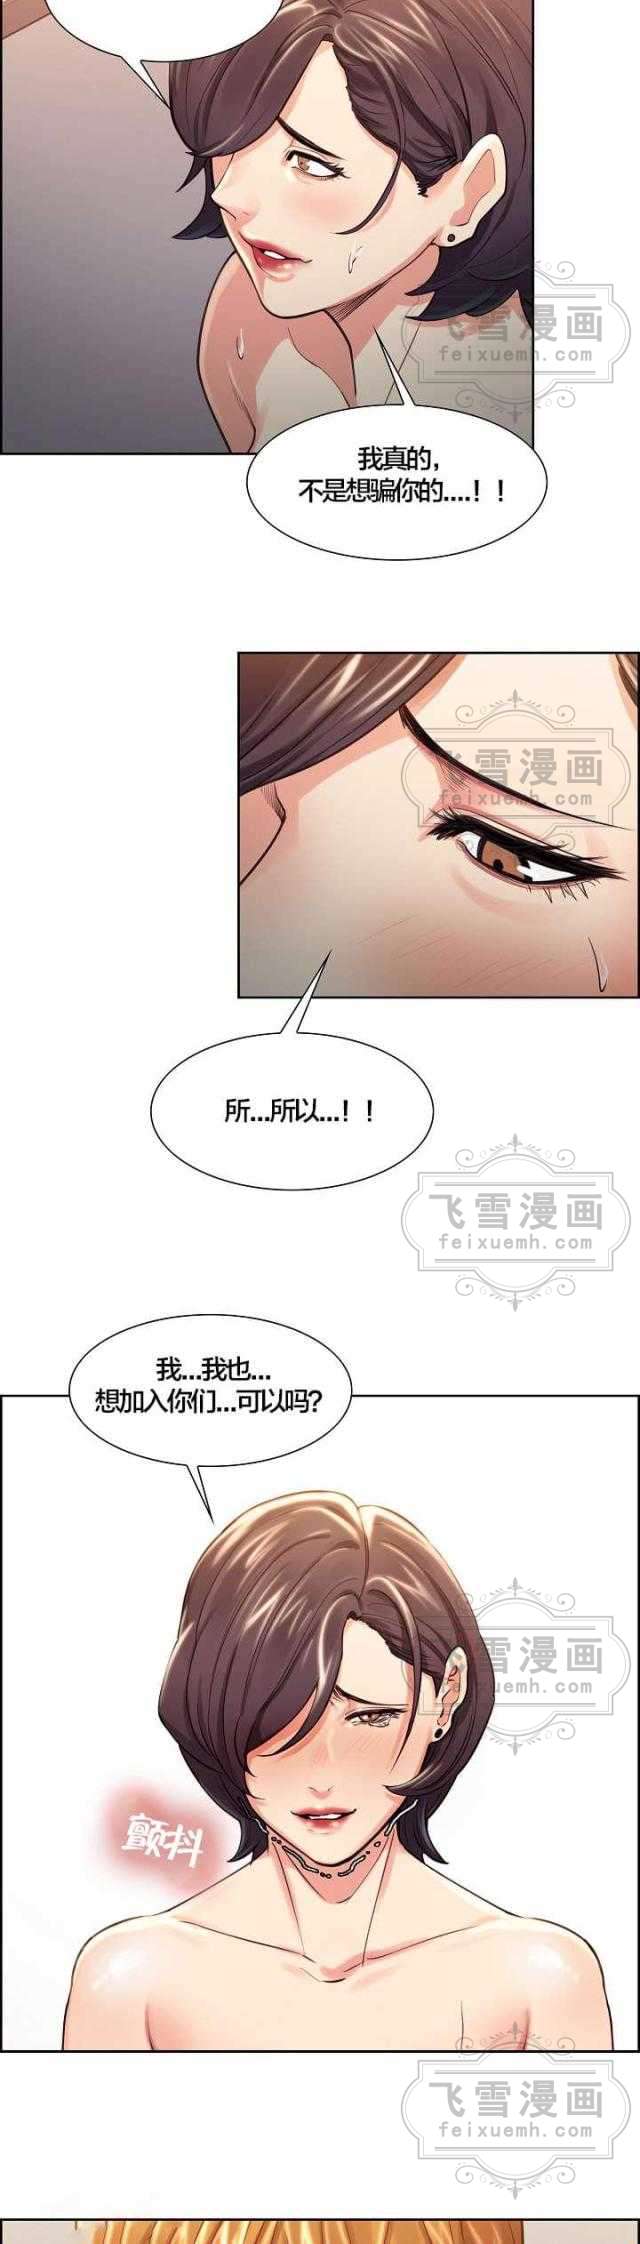 飞雪漫画
feixuemh.com
我真的,
不是想骗你的....！！
飞雪漫画
feixuemh.com
所...所以...！！
飞雪漫画
feixuemh.com
我...我也...
想加入你们...可以吗?
飞雪漫画
feixuemh.com
颤抖
飞雪漫画
feixuemh.com